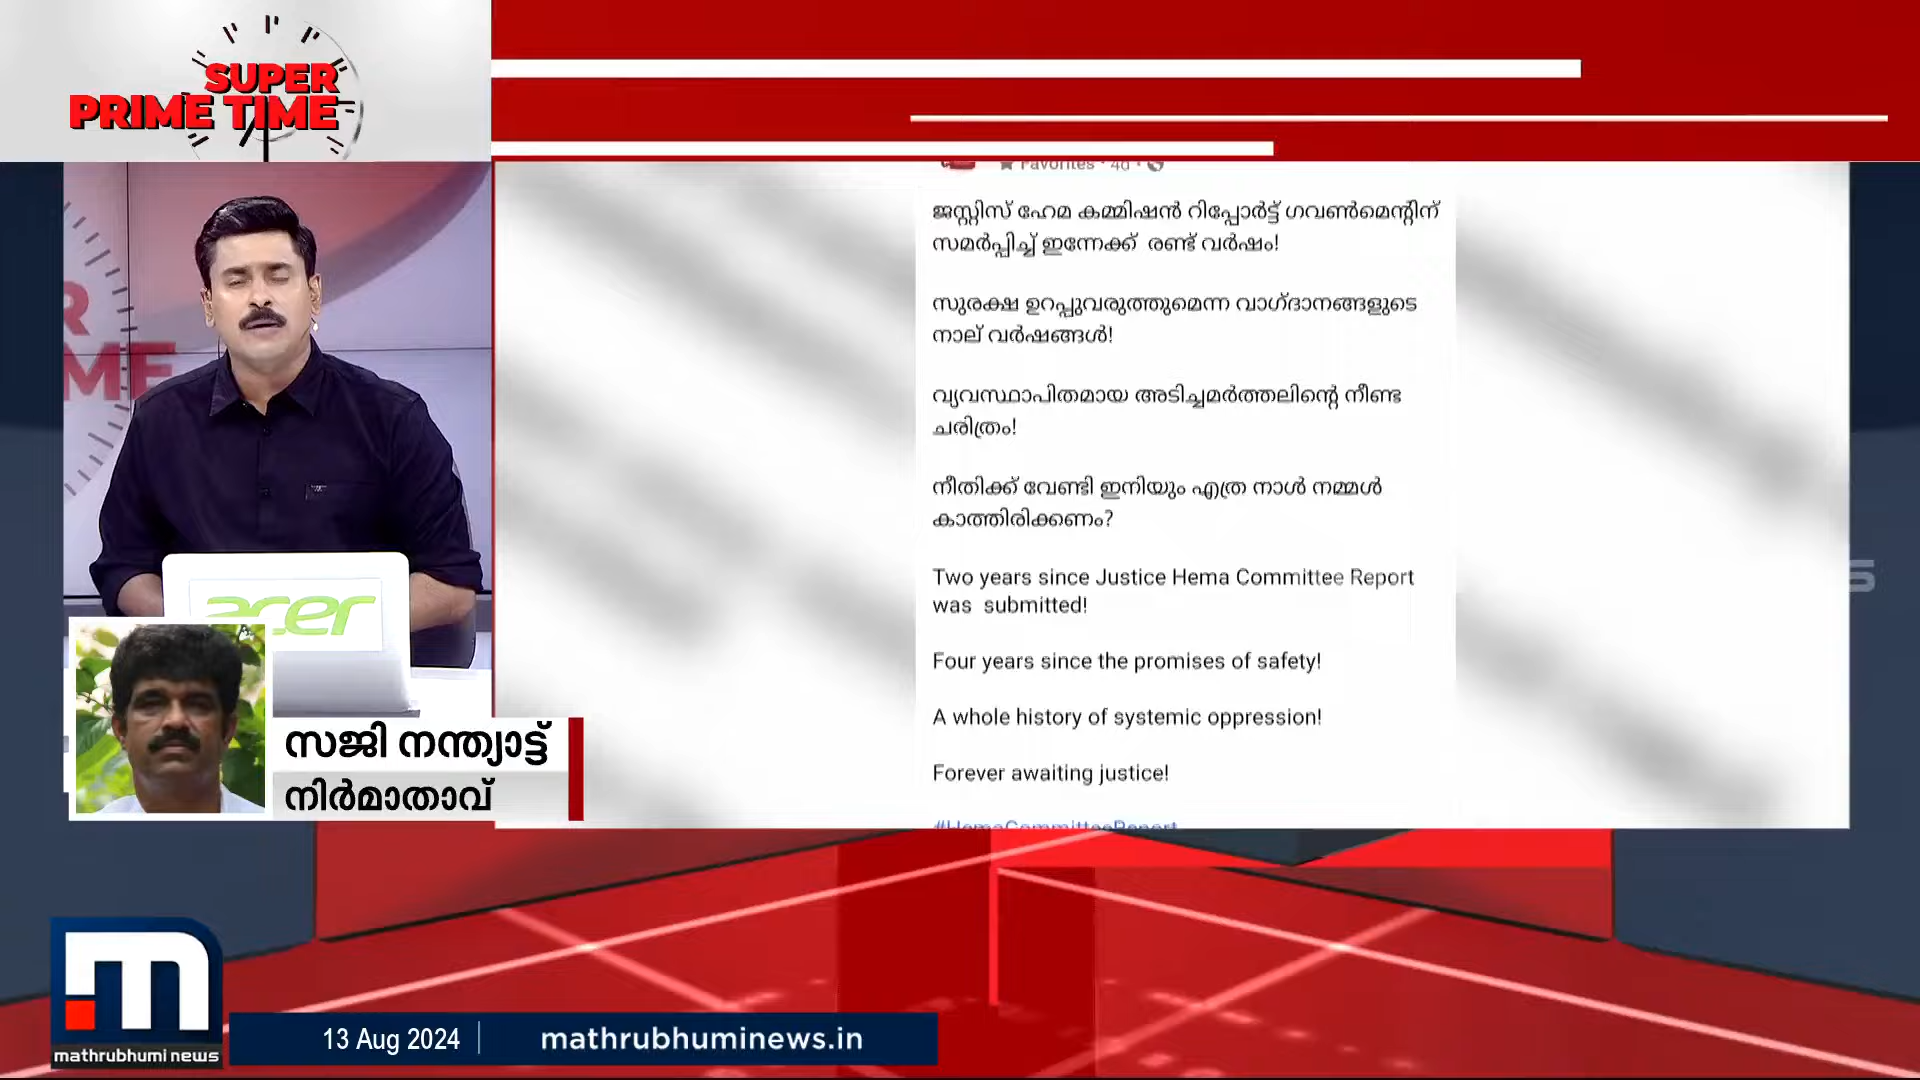 SUPER
PRIME TIME
Favorites · 4d ·
ജസ്റ്റിസ് ഹേമ കമ്മിഷൻ റിപ്പോർട്ട് ഗവൺമെന്റിന്
സമർപ്പിച്ച് ഇന്നേക്ക് രണ്ട് വർഷം!
സുരക്ഷ ഉറപ്പുവരുത്തുമെന്ന വാഗ്ദാനങ്ങളുടെ
നാല് വർഷങ്ങൾ!
വ്യവസ്ഥാപിതമായ അടിച്ചമർത്തലിന്റെ നീണ്ട
ചരിത്രം!
നീതിക്ക് വേണ്ടി ഇനിയും എത്ര നാൾ നമ്മൾ
കാത്തിരിക്കണം?
Two years since Justice Hema Committee Report
was submitted!
Four years since the promises of safety!
A whole history of systemic oppression!
Forever awaiting justice!
#HemaCommitteeReport
acer
സജി നന്ത്യാട്ട്
നിർമാതാവ്
mathrubhumi news
13 Aug 2024
mathrubhuminews.in